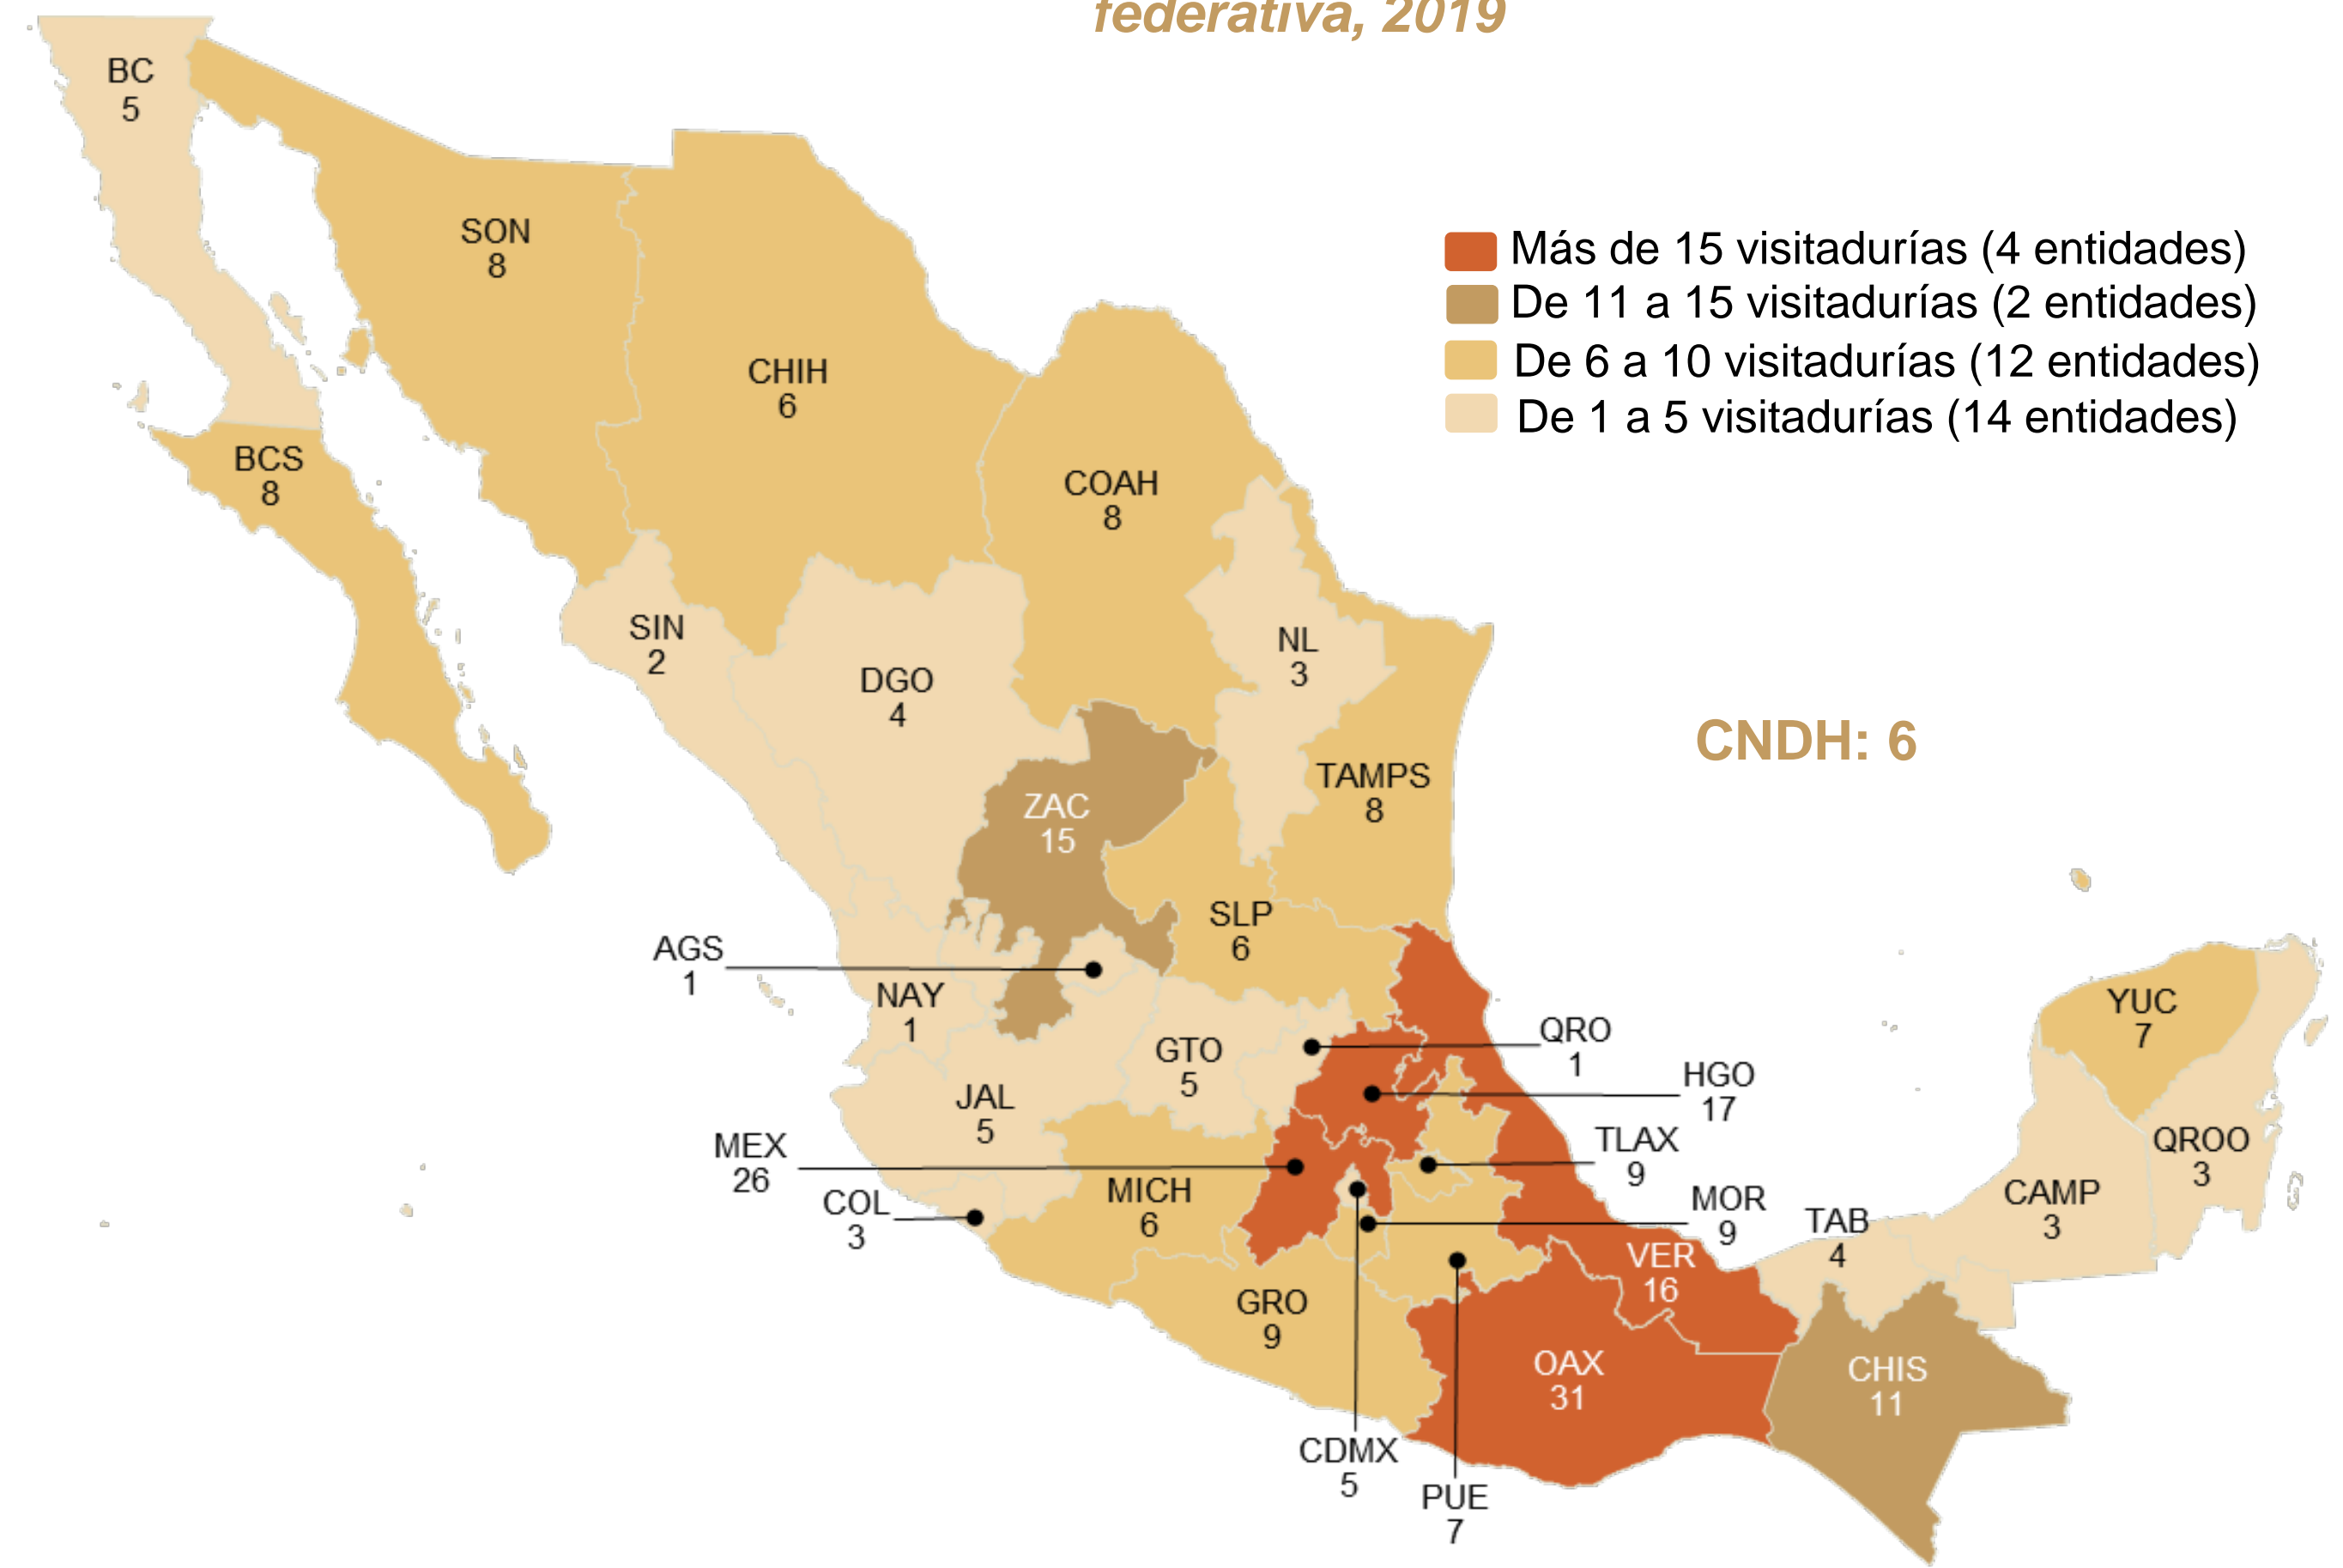 federativa, 2019
BC
5
SON
8
CHIH
6
BCS
8
COAH
8
Más de 15 visitadurías (4 entidades)
De 11 a 15 visitadurías (2 entidades)
De 6 a 10 visitadurías (12 entidades)
De 1 a 5 visitadurías (14 entidades)
SIN
2
DGO
4
NL
3
CNDH: 6
TAMPS
8
ZAC
15
SLP
6
AGS
1
NAY
1
GTO
5
JAL
5
QRO
1
HGO
17
MEX
26
TLAX
9
COL
3
MICH
6
MOR
9
VER
16
GRO
9
OAX
31
CDMX
5
PUE
7
YUC
7
QROO
3
CAMP
3
TAB
4
CHIS
11